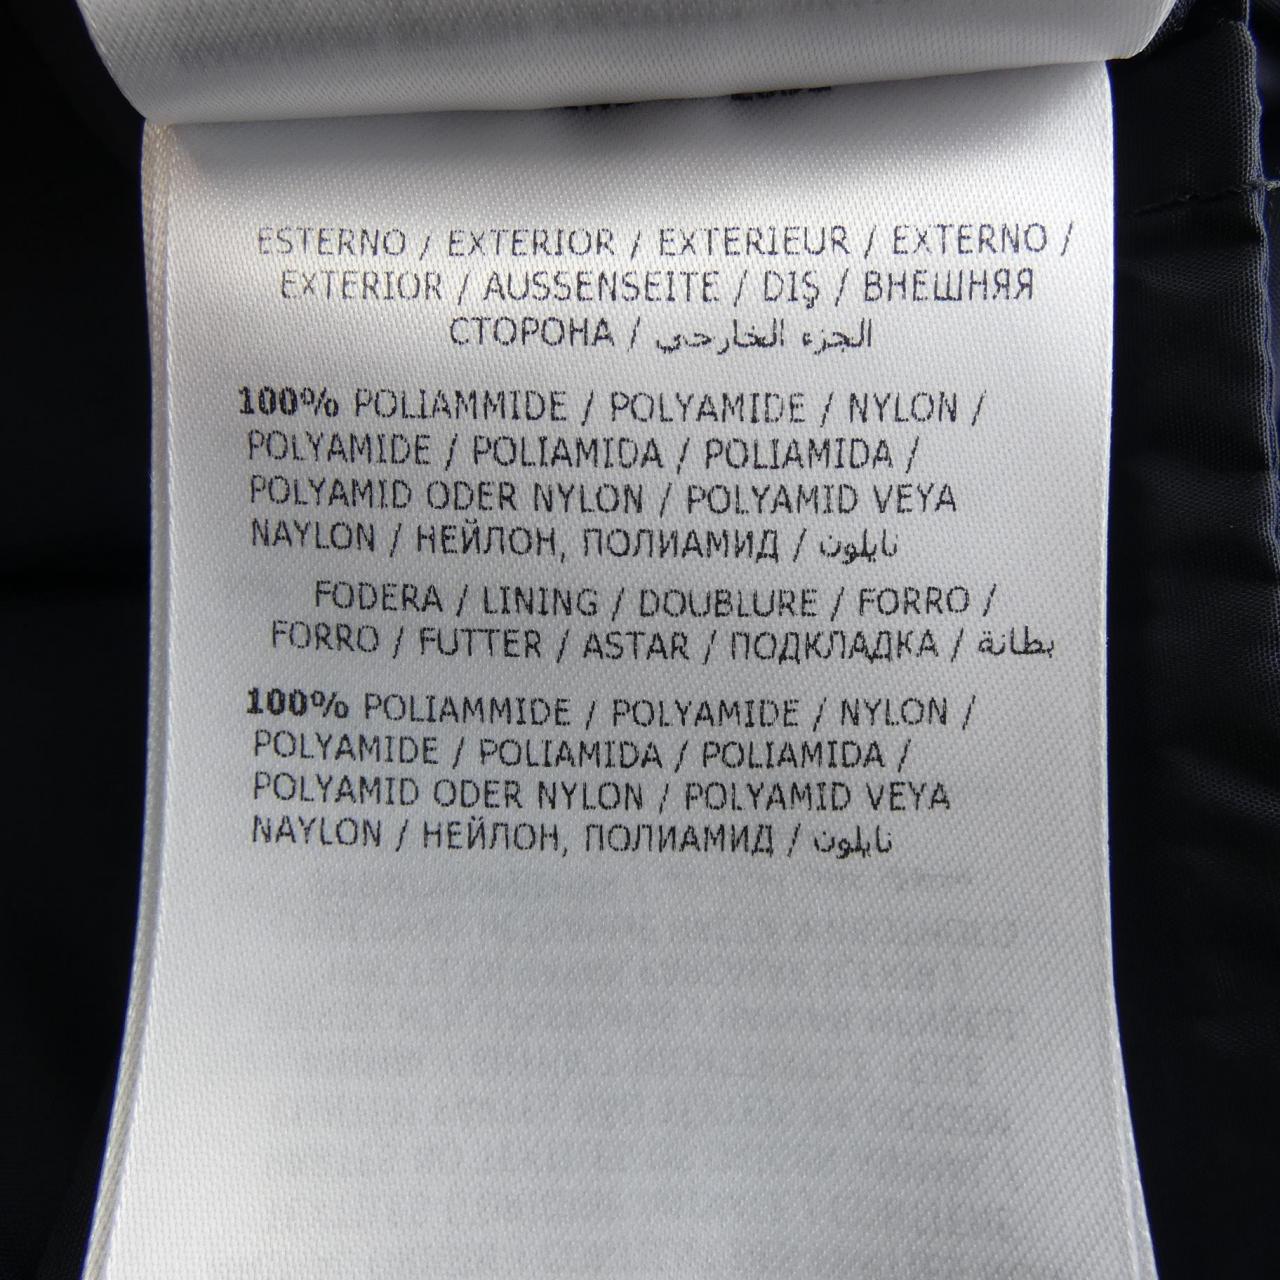 ESTERNO / EXTERIOR / EXTERIEUR / EXTERNO /
EXTERIOR / AUSSENSEITE / DIŞ / ВНЕШНЯЯ
СТОРОНА / الجزء الخارجي
100% POLIAMMIDE / POLYAMIDE / NYLON /
POLYAMIDE / POLIAMIDA / POLIAMIDA /
POLYAMID ODER NYLON / POLYAMID VEYA
NAYLON / НЕЙЛОН, ПОЛИАМИД / نايلون
FODERA / LINING / DOUBLURE / FORRO /
FORRO / FUTTER / ASTAR / ПОДКЛАДКА / بطانة
100% POLIAMMIDE / POLYAMIDE / NYLON /
POLYAMIDE / POLIAMIDA / POLIAMIDA /
POLYAMID ODER NYLON / POLYAMID VEYA
NAYLON / НЕЙЛОН, ПОЛИАМИД / نايلون